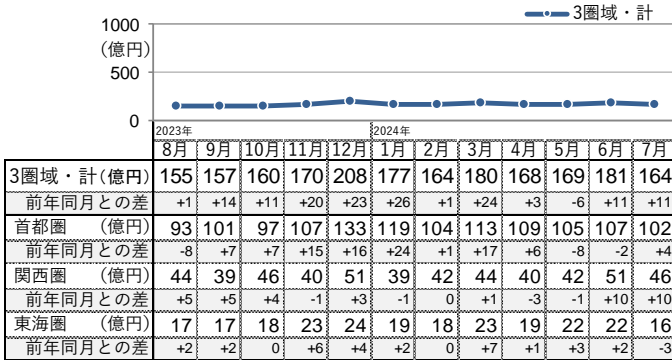 3圏域・計
1000
(億円)
500
0
2023年 2024年
8月 9月 10月 11月 12月 1月 2月 3月 4月 5月 6月 7月
3圏域・計(億円) 155 157 160 170 208 177 164 180 168 169 181 164
前年同月との差 +1 +14 +11 +20 +23 +26 +1 +24 +3 -6 +11 +11
首都圏 (億円) 93 101 97 107 133 119 104 113 109 105 107 102
前年同月との差 -8 +7 +7 +15 +16 +24 +1 +17 +6 -8 -2 +4
関西圏 (億円) 44 39 46 40 51 39 42 44 40 42 51 46
前年同月との差 +5 +5 +4 -1 +3 -1 0 +1 -3 -1 +10 +10
東海圏 (億円) 17 17 18 23 24 19 18 23 19 22 22 16
前年同月との差 +2 +2 0 +6 +4 +2 0 +7 +1 +3 +2 -3